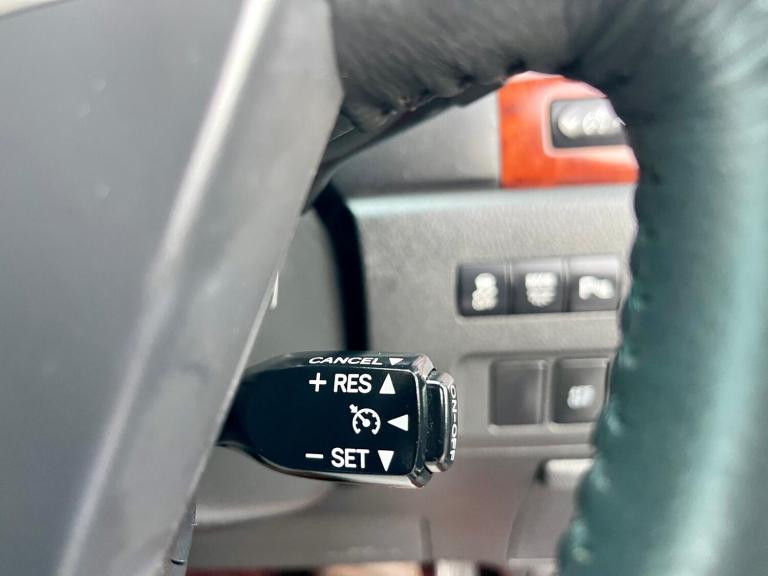 CANCEL ▼
+ RES ▲
◀
− SET ▼
ON-OFF